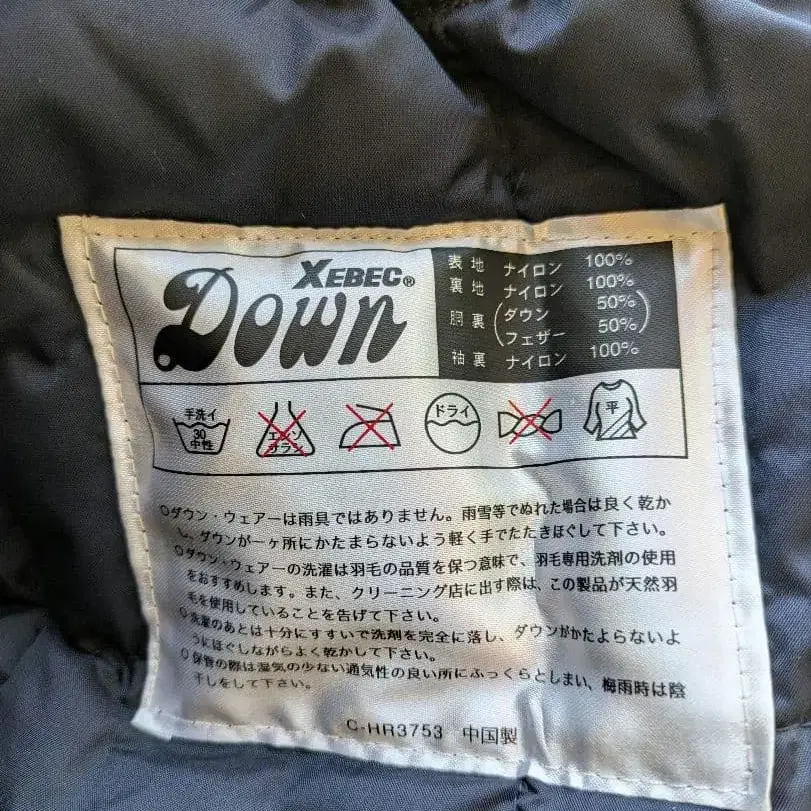 XEBEC®
Down
表地 ナイロン 100%
裏地 ナイロン 100%
胴裏 (ダウン 50%
フェザー 50%)
袖裏 ナイロン 100%
手洗イ
30
中性
エンソ
サラシ
ドライ
平
○ダウン・ウェアーは雨具ではありません。雨雪等でぬれた場合は良く乾か
し、ダウンが一ヶ所にかたまらないよう軽く手でたたきほぐして下さい。
○ダウン・ウェアーの洗濯は羽毛の品質を保つ意味で、羽毛専用洗剤の使用
をおすすめします。また、クリーニング店に出す際は、この製品が天然羽
毛を使用していることを告げて下さい。
○洗濯のあとは十分にすすいで洗剤を完全に落し、ダウンがかたよらないよ
うにほぐしながらよく乾かして下さい。
○保管の際は湿気の少ない通気性の良い所にふっくらとしまい、梅雨時は陰
干しをして下さい。
C-HR3753 中国製